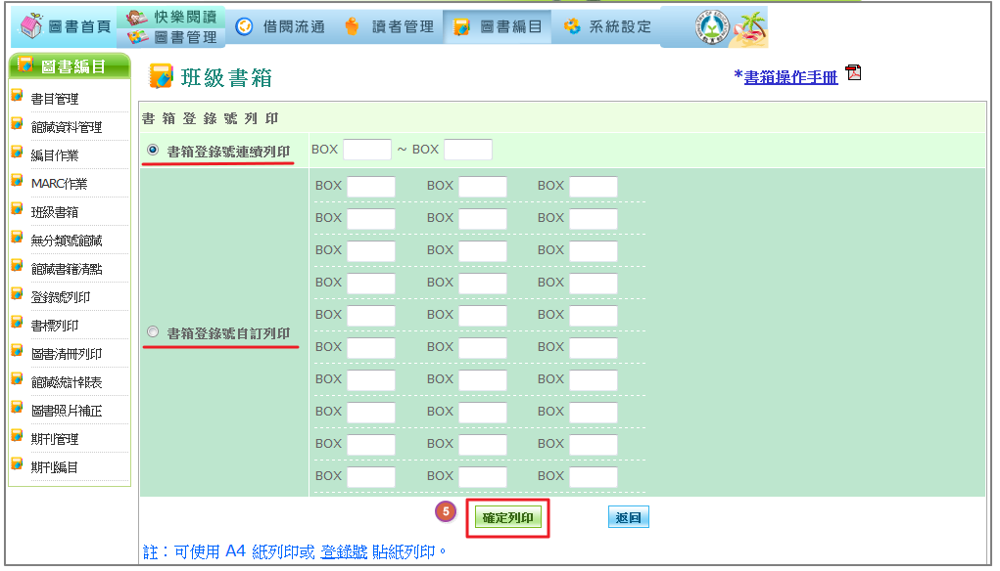 圖書首頁
快樂閱讀
圖書管理
借閱流通
讀者管理
圖書編目
系統設定
圖書編目
書目管理
館藏資料管理
編目作業
MARC作業
班級書箱
無分類號館藏
館藏書籍清點
登錄號列印
書標列印
圖書清冊列印
館藏統計報表
圖書照片補正
期刊管理
期刊編目
班級書箱
*書箱操作手冊
書箱登錄號列印
書箱登錄號連續列印 BOX ~ BOX
書箱登錄號自訂列印
BOX BOX BOX
BOX BOX BOX
BOX BOX BOX
BOX BOX BOX
BOX BOX BOX
BOX BOX BOX
BOX BOX BOX
BOX BOX BOX
BOX BOX BOX
BOX BOX BOX
5 確定列印 返回
註：可使用 A4 紙列印或 登錄號 貼紙列印。